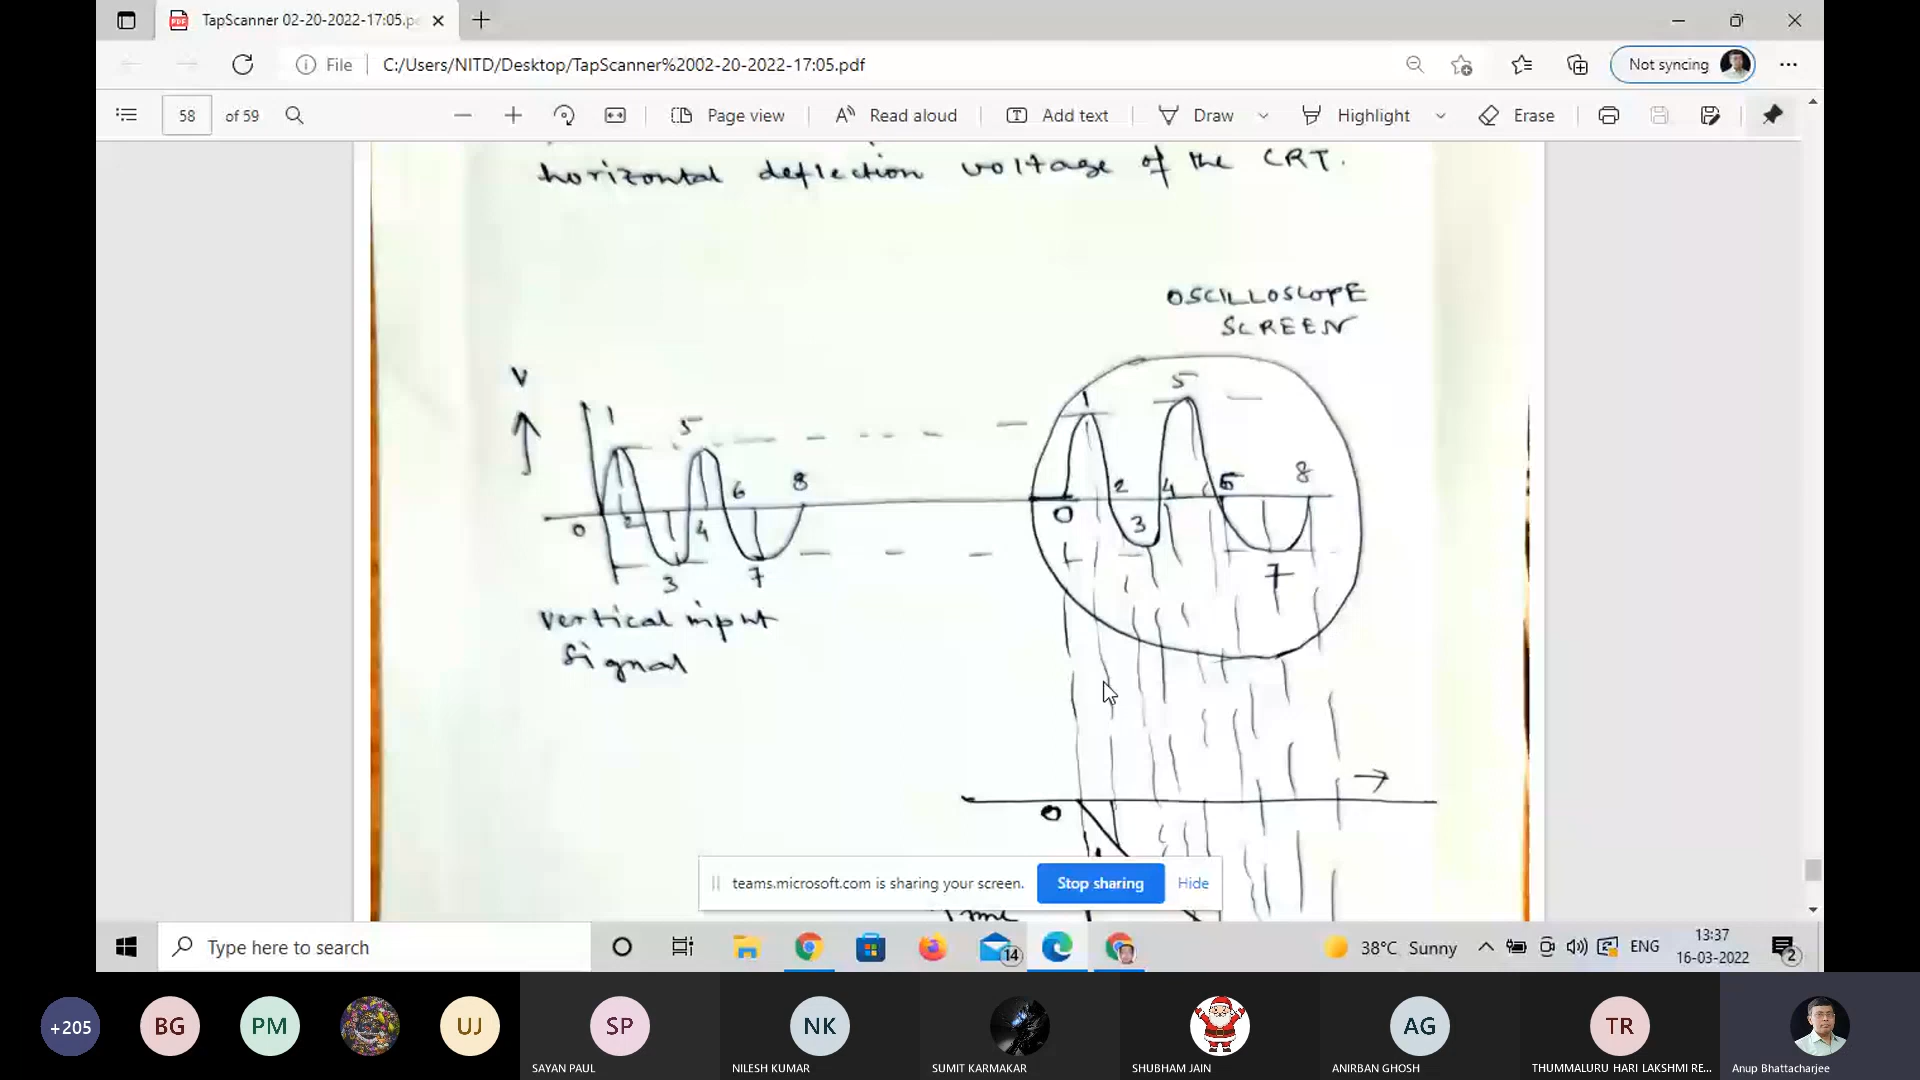 TapScanner 02-20-2022-17:05.p
File
C:/Users/NITD/Desktop/TapScanner%2002-20-2022-17:05.pdf
Not syncing
58 of 59
Page view
Read aloud
Add text
Draw
Highlight
Erase
horizontal deflection voltage of the CRT.
OSCILLOSCOPE
SCREEN
V
1 5
0 2 3 4 6 7 8
vertical input
signal
1 5
0 2 3 4 6 7 8
0
teams.microsoft.com is sharing your screen.
Stop sharing
Hide
Time
Type here to search
14
38°C Sunny
ENG
13:37
16-03-2022
2
+205
BG
PM
UJ
SP
NK
AG
TR
SAYAN PAUL
NILESH KUMAR
SUMIT KARMAKAR
SHUBHAM JAIN
ANIRBAN GHOSH
THUMMALURU HARI LAKSHMI RE...
Anup Bhattacharjee